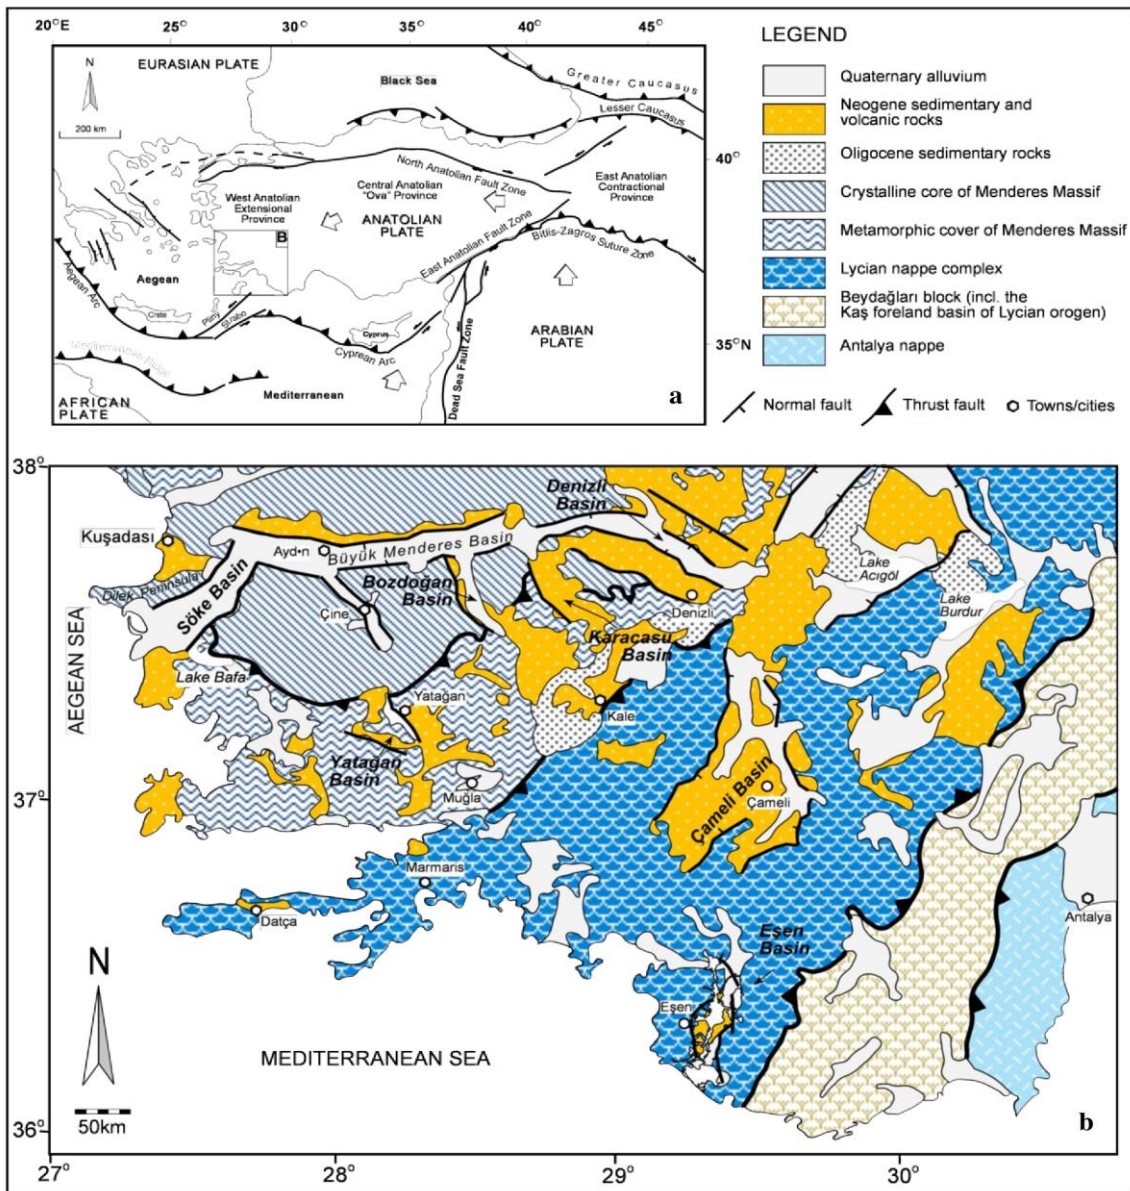 20°E
25°
30°
35°
40°
45°
N
200 km
EURASIAN PLATE
Black Sea
Greater Caucasus
Lesser Caucasus
40°
North Anatolian Fault Zone
West Anatolian
Extensional
Province
Central Anatolian
"Ova" Province
East Anatolian
Contractional
Province
ANATOLIAN
PLATE
B
East Anatolian Fault Zone
Bitlis-Zagros Suture Zone
Aegean
Aegean Arc
Crete
Pliny
Strabo
Cyprus
Cyprean Arc
Dead Sea Fault Zone
ARABIAN
PLATE
35°N
Mediterranean Ridge
Mediterranean
AFRICAN
PLATE
a
LEGEND
Quaternary alluvium
Neogene sedimentary and
volcanic rocks
Oligocene sedimentary rocks
Crystalline core of Menderes Massif
Metamorphic cover of Menderes Massif
Lycian nappe complex
Beydağları block (incl. the
Kaş foreland basin of Lycian orogen)
Antalya nappe
Normal fault
Thrust fault
Towns/cities
38°
Denizli
Basin
Kuşadası
Ayd•n
Büyük Menderes Basin
Dilek Peninsula
Söke Basin
Bozdoğan
Basin
Çine
Denizli
Lake
Acıgöl
Lake
Burdur
Karacasu
Basin
AEGEAN SEA
Lake Bafa
Yatağan
Kale
Yatağan
Basin
Muğla
37°
Çameli Basin
Çameli
Marmaris
Datça
Antalya
Eşen
Basin
Eşen
N
MEDITERRANEAN SEA
50km
b
36°
27°
28°
29°
30°